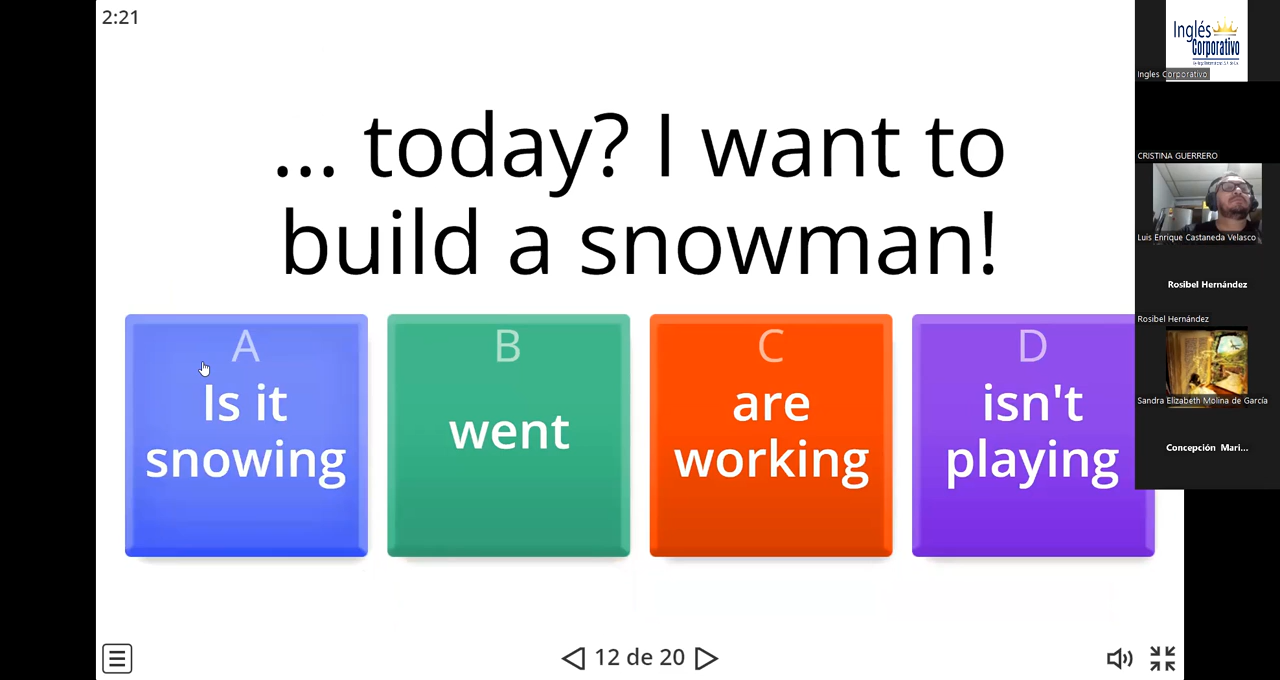 2:21
... today? I want to
build a snowman!
A
Is it
snowing
B
went
C
are
working
D
isn't
playing
12 de 20
Inglés
Corporativo
Ingles Corporativo
CRISTINA GUERRERO
Luis Enrique Castaneda Velasco
Rosibel Hernández
Rosibel Hernández
Sandra Elizabeth Molina de García
Concepción Mari...